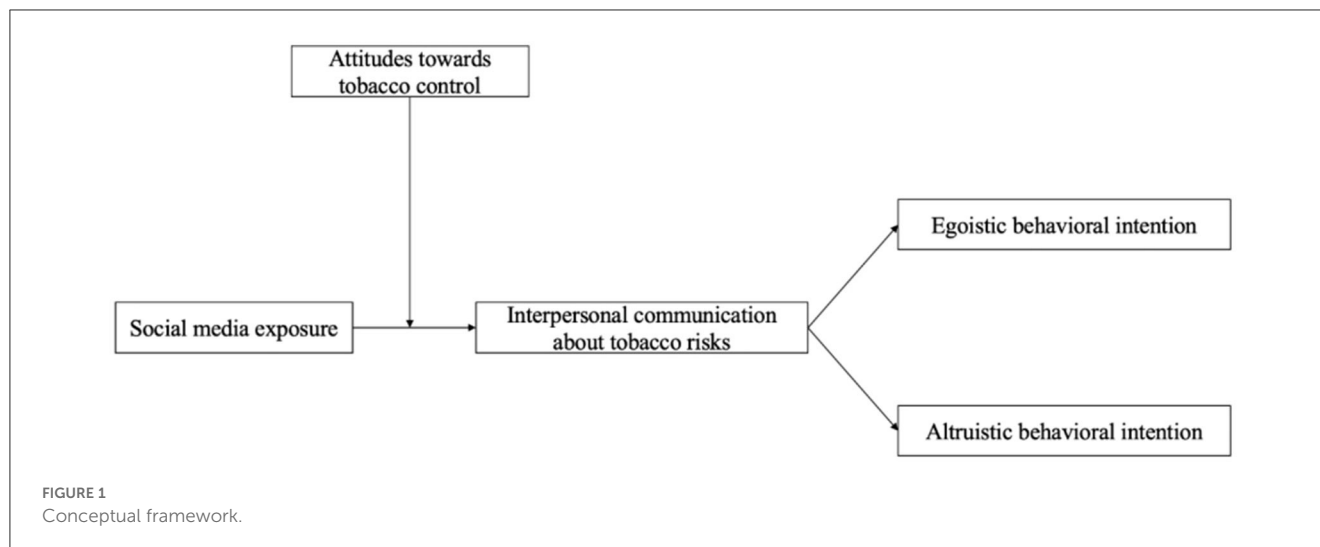 Attitudes towards
tobacco control
Egoistic behavioral intention
Social media exposure
Interpersonal communication
about tobacco risks
Altruistic behavioral intention
FIGURE 1
Conceptual framework.